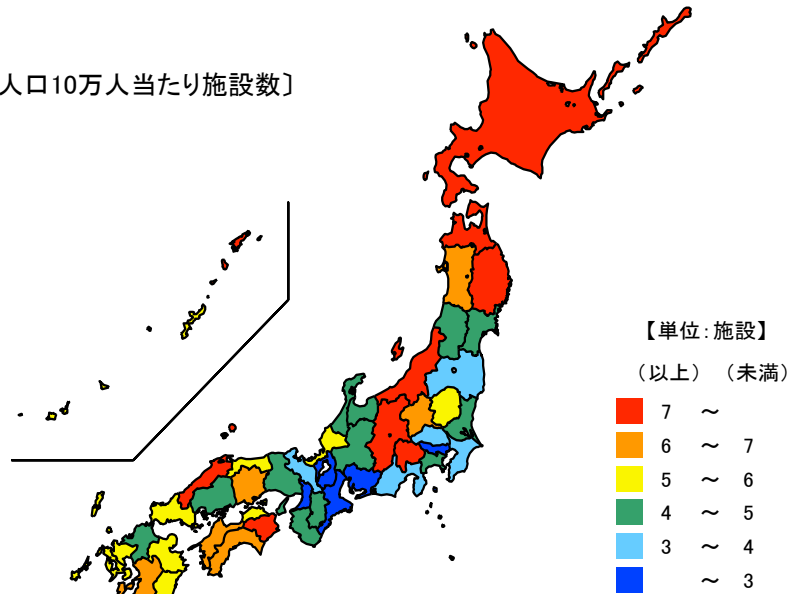 人口10万人当たり施設数〕
【単位：施設】
（以上） （未満）
7 ～
6 ～ 7
5 ～ 6
4 ～ 5
3 ～ 4
～ 3